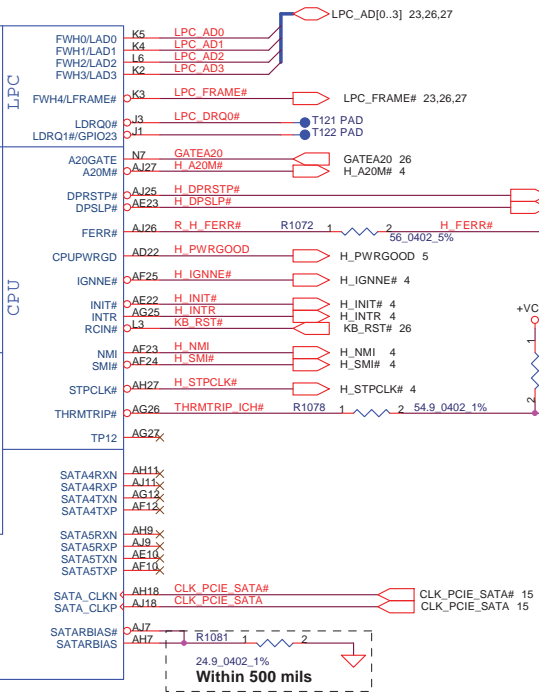 LPC_AD[0..3] 23,26,27
FWH0/LAD0 K5 LPC_AD0
FWH1/LAD1 K4 LPC_AD1
FWH2/LAD2 L6 LPC_AD2
FWH3/LAD3 K2 LPC_AD3
LPC
FWH4/LFRAME# K3 LPC_FRAME# LPC_FRAME# 23,26,27
LDRQ0# J3 LPC_DRQ0# T121 PAD
LDRQ1#/GPIO23 J1 T122 PAD
A20GATE N7 GATEA20 GATEA20 26
A20M# AJ27 H_A20M# H_A20M# 4
DPRSTP# AJ25 H_DPRSTP#
DPSLP# AE23 H_DPSLP#
FERR# AJ26 R_H_FERR# R1072 1 2 H_FERR#
56_0402_5%
CPUPWRGD AD22 H_PWRGOOD H_PWRGOOD 5
CPU
IGNNE# AF25 H_IGNNE# H_IGNNE# 4
INIT# AE22 H_INIT# H_INIT# 4
INTR AG25 H_INTR H_INTR 4
RCIN# L3 KB_RST# KB_RST# 26
+VC
1
2
NMI AF23 H_NMI H_NMI 4
SMI# AF24 H_SMI# H_SMI# 4
STPCLK# AH27 H_STPCLK# H_STPCLK# 4
THRMTRIP# AG26 THRMTRIP_ICH# R1078 1 2 54.9_0402_1%
TP12 AG27
SATA4RXN AH11
SATA4RXP AJ11
SATA4TXN AG12
SATA4TXP AF12
SATA5RXN AH9
SATA5RXP AJ9
SATA5TXN AE10
SATA5TXP AF10
SATA_CLKN AH18 CLK_PCIE_SATA# CLK_PCIE_SATA# 15
SATA_CLKP AJ18 CLK_PCIE_SATA CLK_PCIE_SATA 15
SATARBIAS# AJ7
SATARBIAS AH7 R1081 1 2
24.9_0402_1%
Within 500 mils